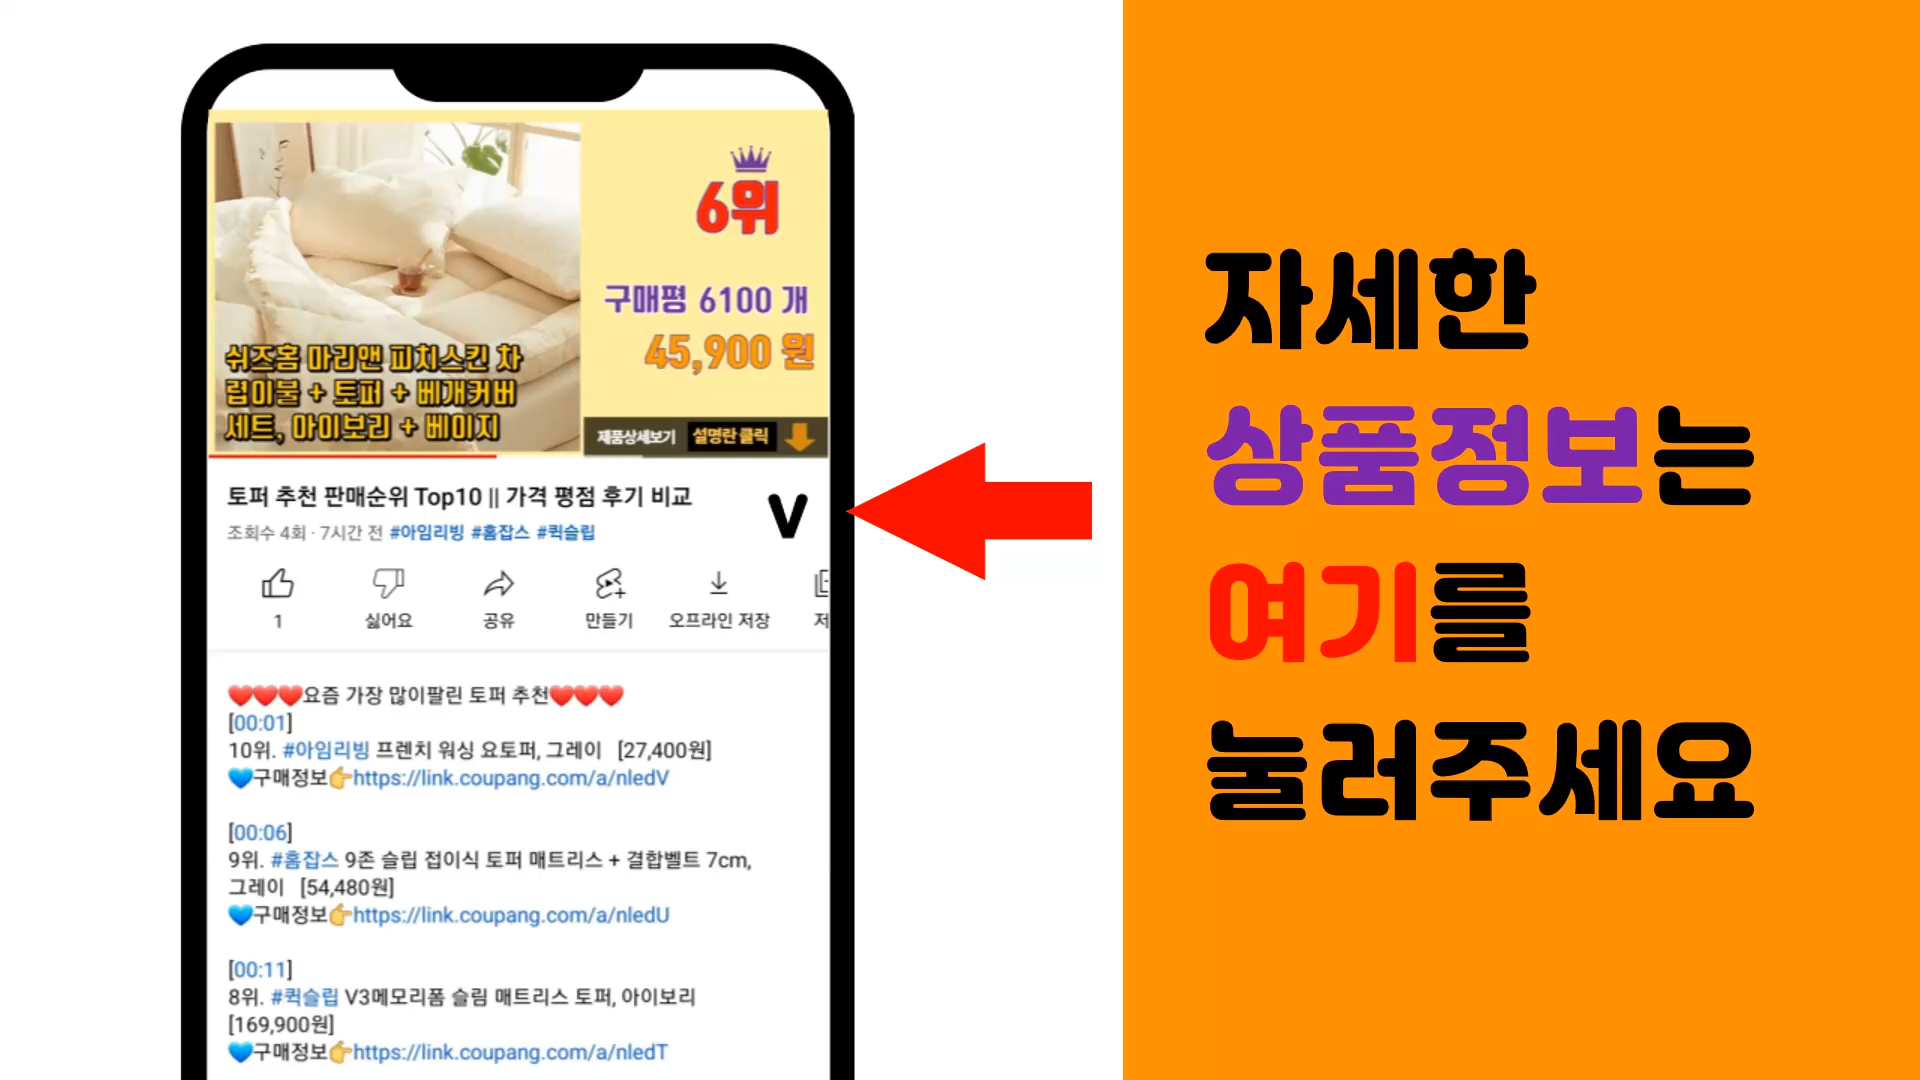 6위
구매평 6100 개
45,900 원
쉬즈홈 마리앤 피치스킨 차
렵이불 + 토퍼 + 베개커버
세트, 아이보리 + 베이지
제품상세보기 설명란 클릭
토퍼 추천 판매순위 Top10 || 가격 평점 후기 비교
V
조회수 4회 · 7시간 전 #아임리빙 #홈잡스 #퀵슬립
1 싫어요 공유 만들기 오프라인 저장 저
❤❤❤요즘 가장 많이팔린 토퍼 추천❤❤❤
[00:01]
10위. #아임리빙 프렌치 워싱 요토퍼, 그레이 [27,400원]
💙구매정보👉https://link.coupang.com/a/nledV
[00:06]
9위. #홈잡스 9존 슬립 접이식 토퍼 매트리스 + 결합벨트 7cm,
그레이 [54,480원]
💙구매정보👉https://link.coupang.com/a/nledU
[00:11]
8위. #퀵슬립 V3메모리폼 슬림 매트리스 토퍼, 아이보리
[169,900원]
💙구매정보👉https://link.coupang.com/a/nledT
자세한
상품정보는
여기를
눌러주세요